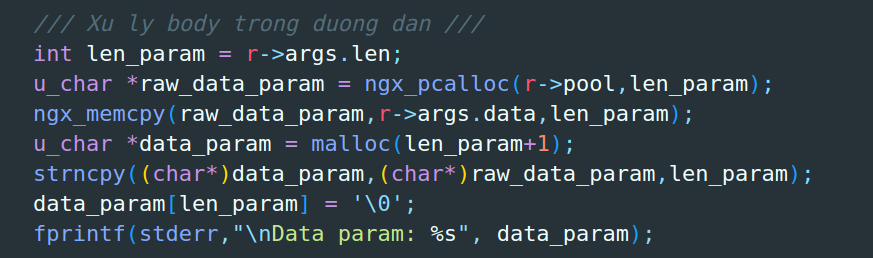 /// Xu ly body trong duong dan ///
int len_param = r->args.len;
u_char *raw_data_param = ngx_pcalloc(r->pool,len_param);
ngx_memcpy(raw_data_param,r->args.data,len_param);
u_char *data_param = malloc(len_param+1);
strncpy((char*)data_param,(char*)raw_data_param,len_param);
data_param[len_param] = '\0';
fprintf(stderr,"\nData param: %s", data_param);